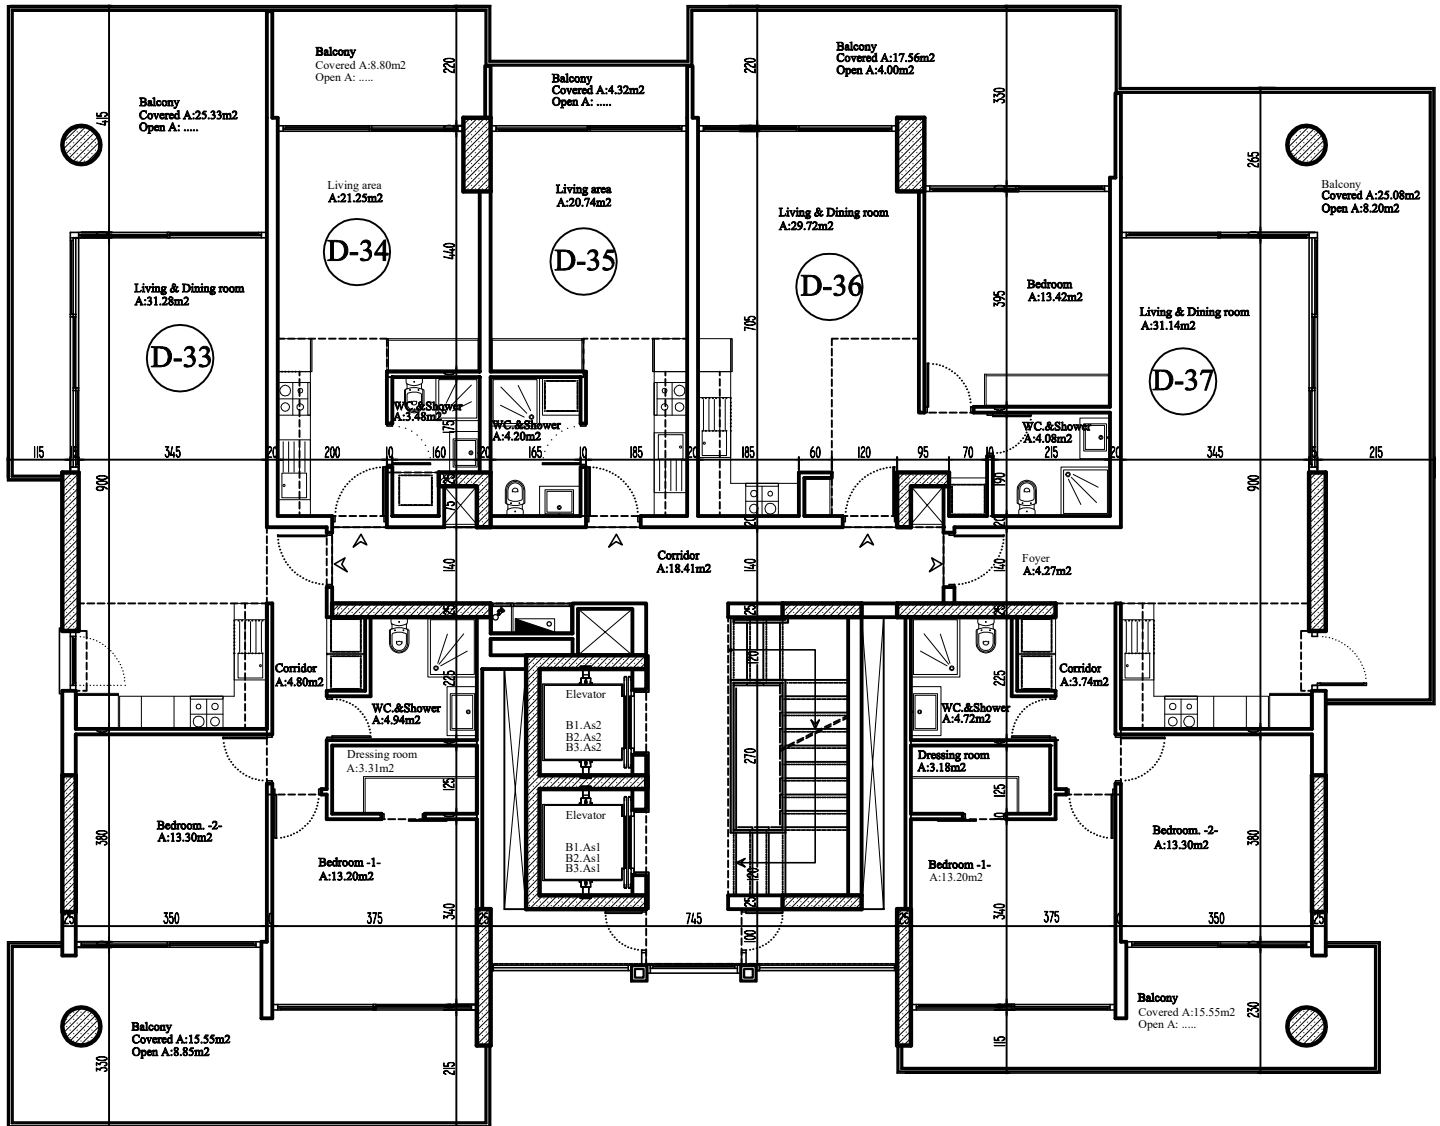 Balcony
Covered A:25.33m2
Open A: .....
Balcony
Covered A:8.80m2
Open A: .....
Balcony
Covered A:4.32m2
Open A: .....
Balcony
Covered A:17.56m2
Open A:4.00m2
Balcony
Covered A:25.08m2
Open A:8.20m2
415
220
220
330
265
Living area
A:21.25m2
D-34
440
Living area
A:20.74m2
D-35
Living & Dining room
A:29.72m2
D-36
705
Bedroom
A:13.42m2
395
Living & Dining room
A:31.28m2
D-33
Living & Dining room
A:31.14m2
D-37
WC.&Shower
A:3.48m2
175
WC.&Shower
A:4.20m2
WC.&Shower
A:4.08m2
115
345
20
200
10
160
20
165
10
185
20
185
60
120
95
70
10
215
20
345
215
900
75
190
900
20
20
140
Corridor
A:18.41m2
140
140
Foyer
A:4.27m2
25
25
25
Corridor
A:4.80m2
225
WC.&Shower
A:4.94m2
Dressing room
A:3.31m2
125
Elevator
B1.As2
B2.As2
B3.As2
Elevator
B1.As1
B2.As1
B3.As1
120
270
120
25
Corridor
A:3.74m2
225
WC.&Shower
A:4.72m2
Dressing room
A:3.18m2
125
10
Bedroom. -2-
A:13.30m2
380
Bedroom -1-
A:13.20m2
340
Bedroom -1-
A:13.20m2
340
Bedroom. -2-
A:13.30m2
380
25
350
375
25
745
100
25
375
350
25
Balcony
Covered A:15.55m2
Open A:8.85m2
330
215
Balcony
Covered A:15.55m2
Open A: .....
115
230